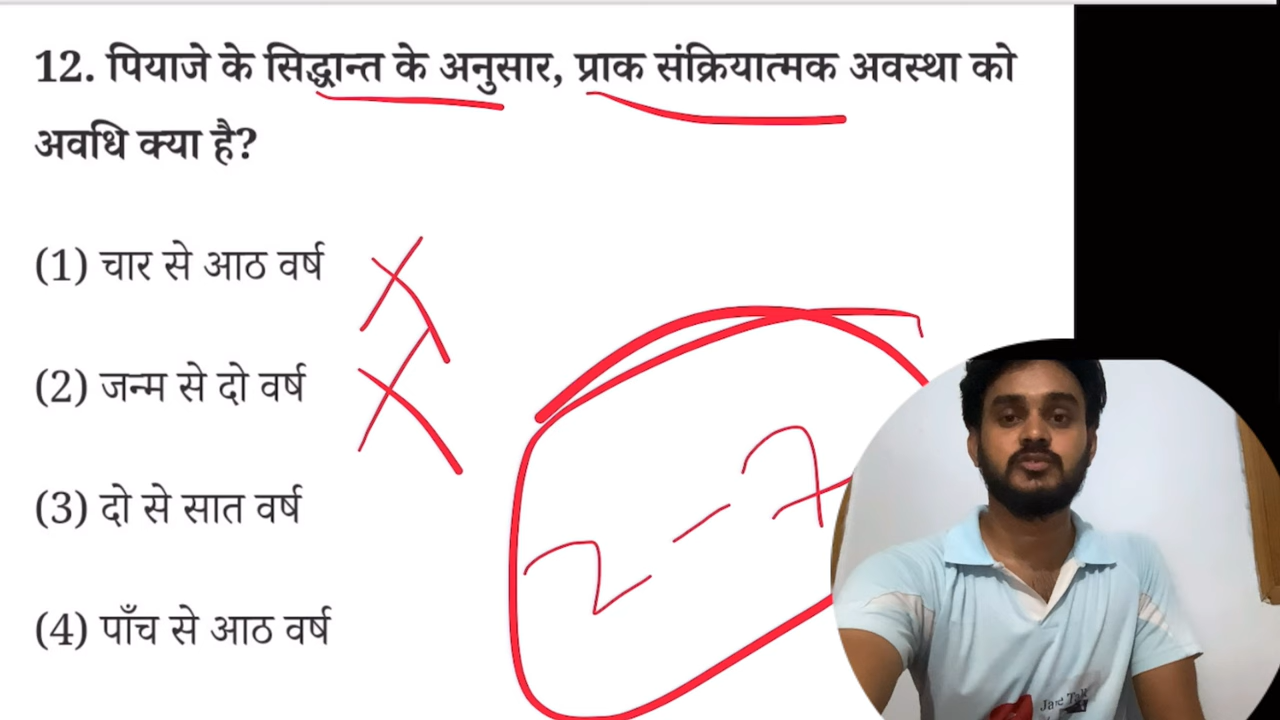 12. पियाजे के सिद्धान्त के अनुसार, प्राक संक्रियात्मक अवस्था को
अवधि क्या है?
(1) चार से आठ वर्ष
(2) जन्म से दो वर्ष
(3) दो से सात वर्ष
(4) पाँच से आठ वर्ष
2 - 7